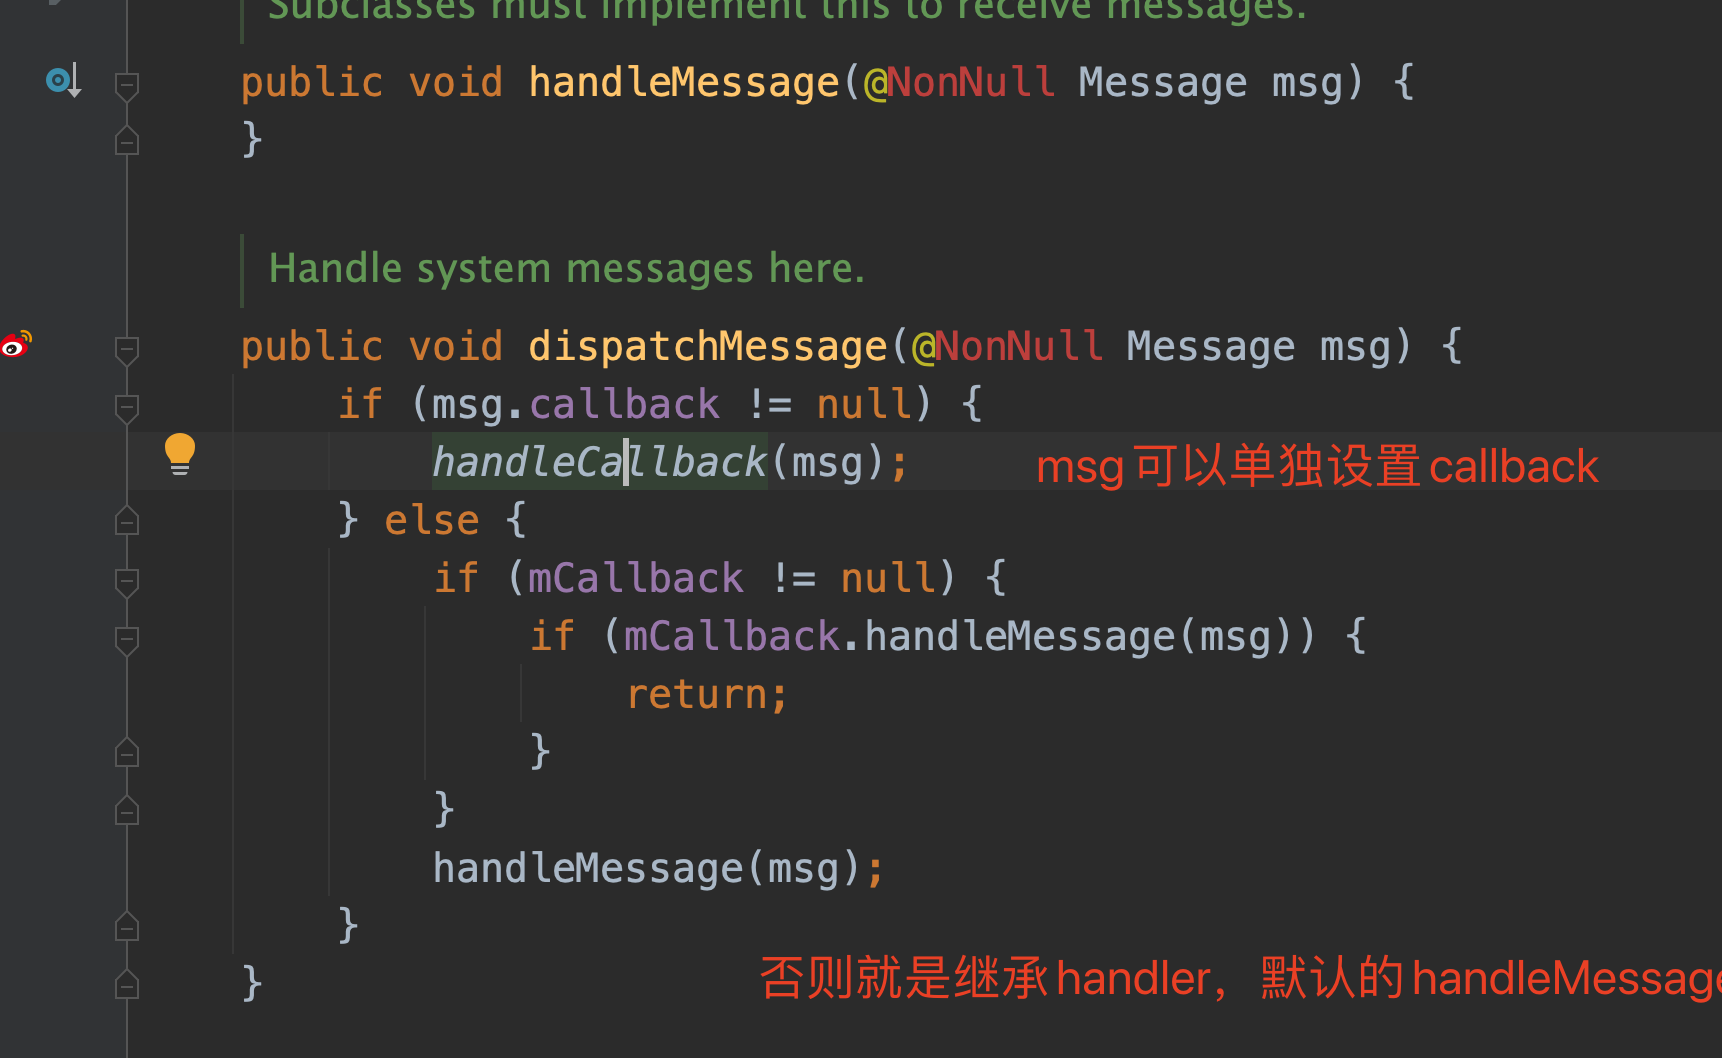 Subclasses must implement this to receive messages.
public void handleMessage(@NonNull Message msg) {
}
Handle system messages here.
public void dispatchMessage(@NonNull Message msg) {
if (msg.callback != null) {
handleCallback(msg); msg可以单独设置callback
} else {
if (mCallback != null) {
if (mCallback.handleMessage(msg)) {
return;
}
}
handleMessage(msg);
}
} 否则就是继承handler，默认的handleMessage